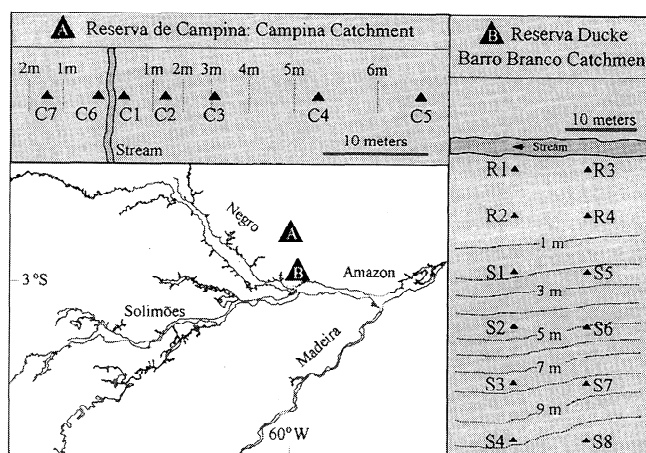 A Reserva de Campina: Campina Catchment
2m 1m 1m 2m 3m 4m 5m 6m
C7 C6 C1 C2 C3 C4 C5
Stream
10 meters
Negro
A
B
3°S
Amazon
Solimões
Madeira
60°W
B Reserva Ducke
Barro Branco Catchmen
10 meters
Stream
R1 R3
R2 R4
1 m
S1 S5
3 m
S2 S6
5 m
7 m
S3 S7
9 m
S4 S8